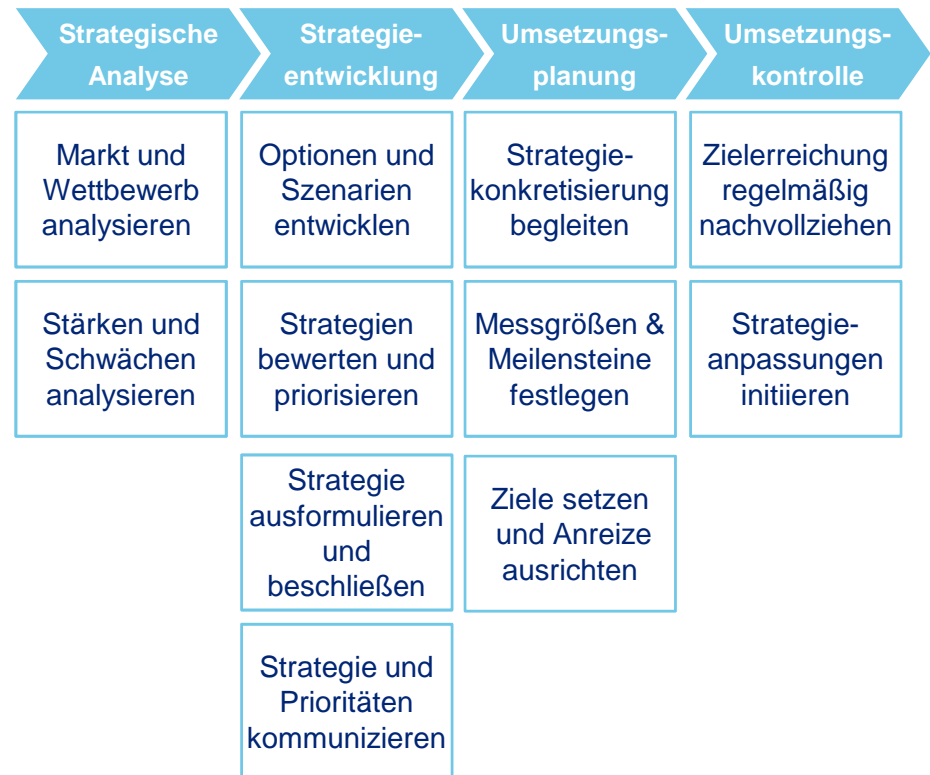 Strategische
Analyse
Strategie-
entwicklung
Umsetzungs-
planung
Umsetzungs-
kontrolle
Markt und
Wettbewerb
analysieren
Optionen und
Szenarien
entwicklen
Strategie-
konkretisierung
begleiten
Zielerreichung
regelmäßig
nachvollziehen
Stärken und
Schwächen
analysieren
Strategien
bewerten und
priorisieren
Messgrößen &
Meilensteine
festlegen
Strategie-
anpassungen
initiieren
Strategie
ausformulieren
und
beschließen
Ziele setzen
und Anreize
ausrichten
Strategie und
Prioritäten
kommunizieren